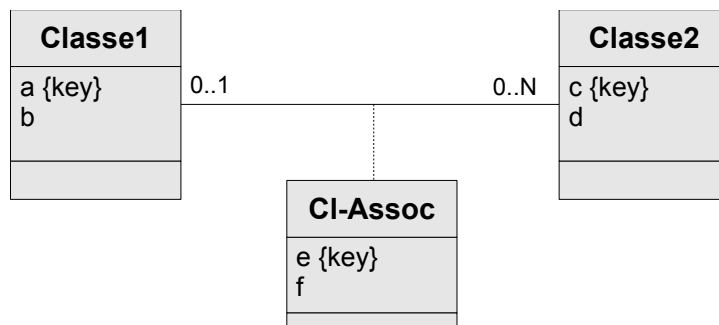 Classe1
a {key}
b
0..1
0..N
Classe2
c {key}
d
Cl-Assoc
e {key}
f